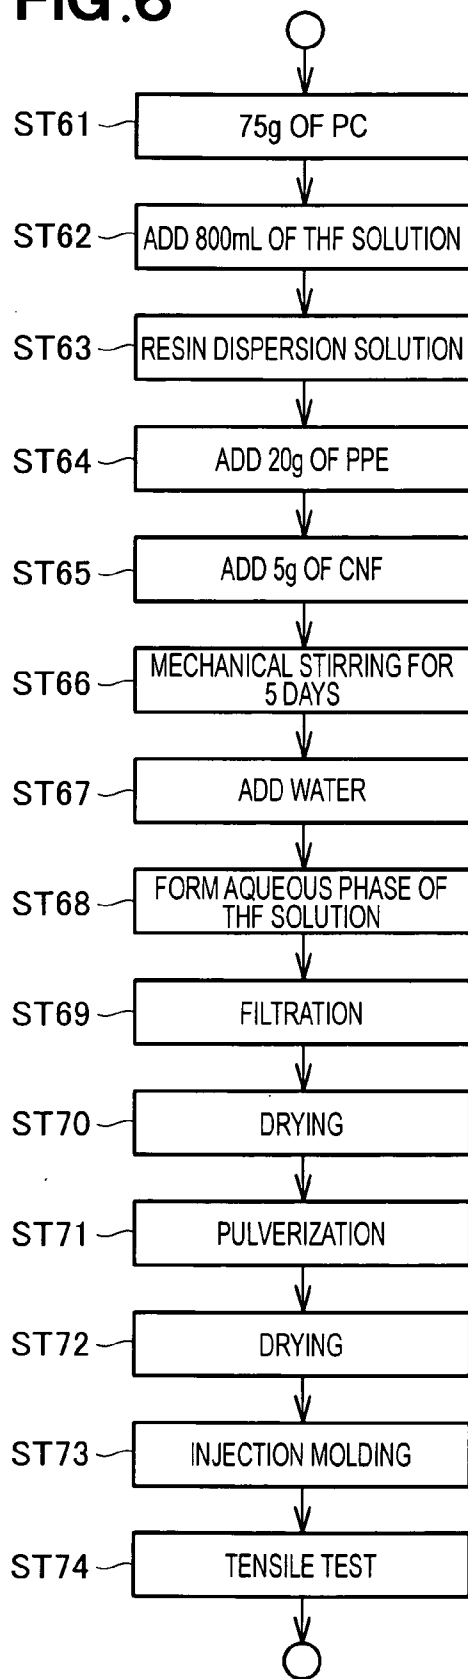 FIG.6
ST61
75g OF PC
ST62
ADD 800mL OF THF SOLUTION
ST63
RESIN DISPERSION SOLUTION
ST64
ADD 20g OF PPE
ST65
ADD 5g OF CNF
ST66
MECHANICAL STIRRING FOR
5 DAYS
ST67
ADD WATER
ST68
FORM AQUEOUS PHASE OF
THF SOLUTION
ST69
FILTRATION
ST70
DRYING
ST71
PULVERIZATION
ST72
DRYING
ST73
INJECTION MOLDING
ST74
TENSILE TEST